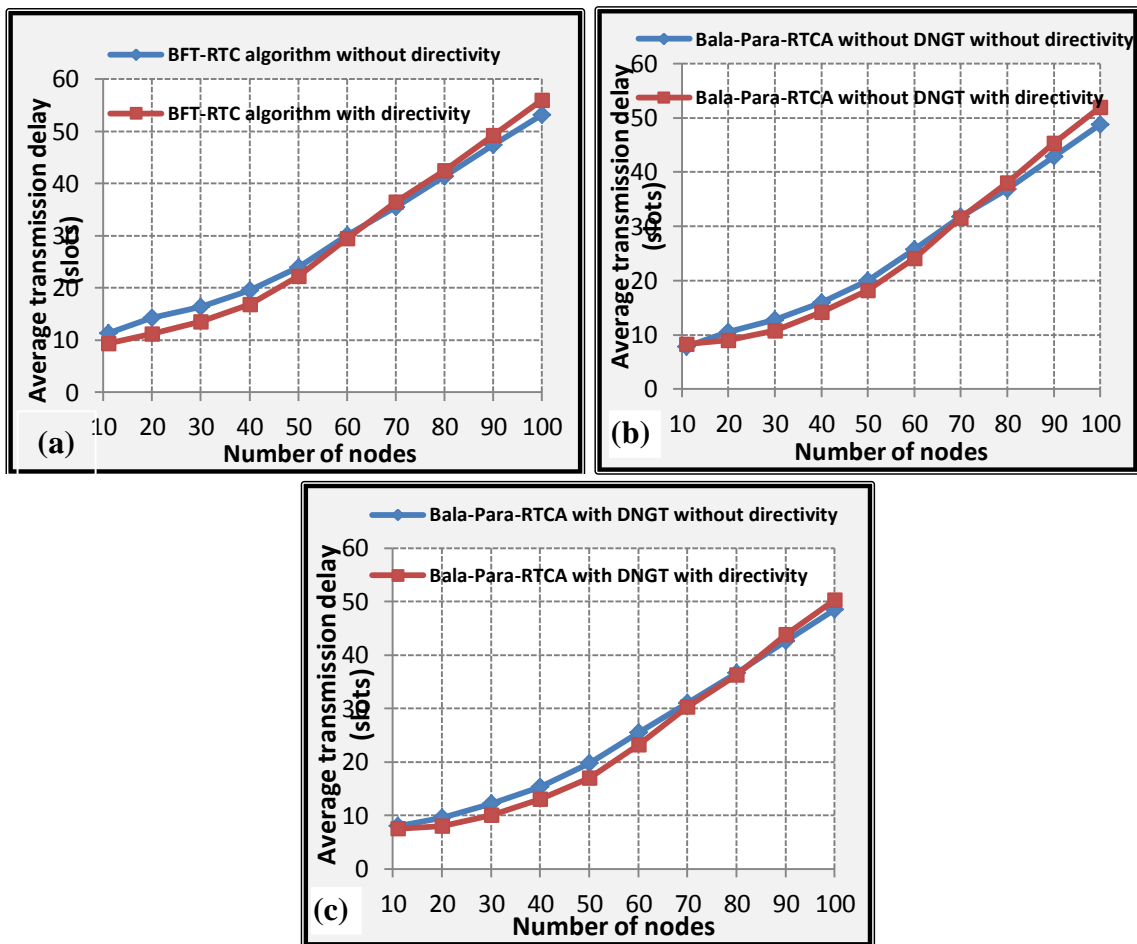 BFT-RTC algorithm without directivity
BFT-RTC algorithm with directivity
Average transmission delay
(slots)
60
50
40
30
20
10
0
10 20 30 40 50 60 70 80 90 100
Number of nodes
(a)
Bala-Para-RTCA without DNGT without directivity
Bala-Para-RTCA without DNGT with directivity
Average transmission delay
(slots)
60
50
40
30
20
10
0
10 20 30 40 50 60 70 80 90 100
Number of nodes
(b)
Bala-Para-RTCA with DNGT without directivity
Bala-Para-RTCA with DNGT with directivity
Average transmission delay
(slots)
60
50
40
30
20
10
0
10 20 30 40 50 60 70 80 90 100
Number of nodes
(c)